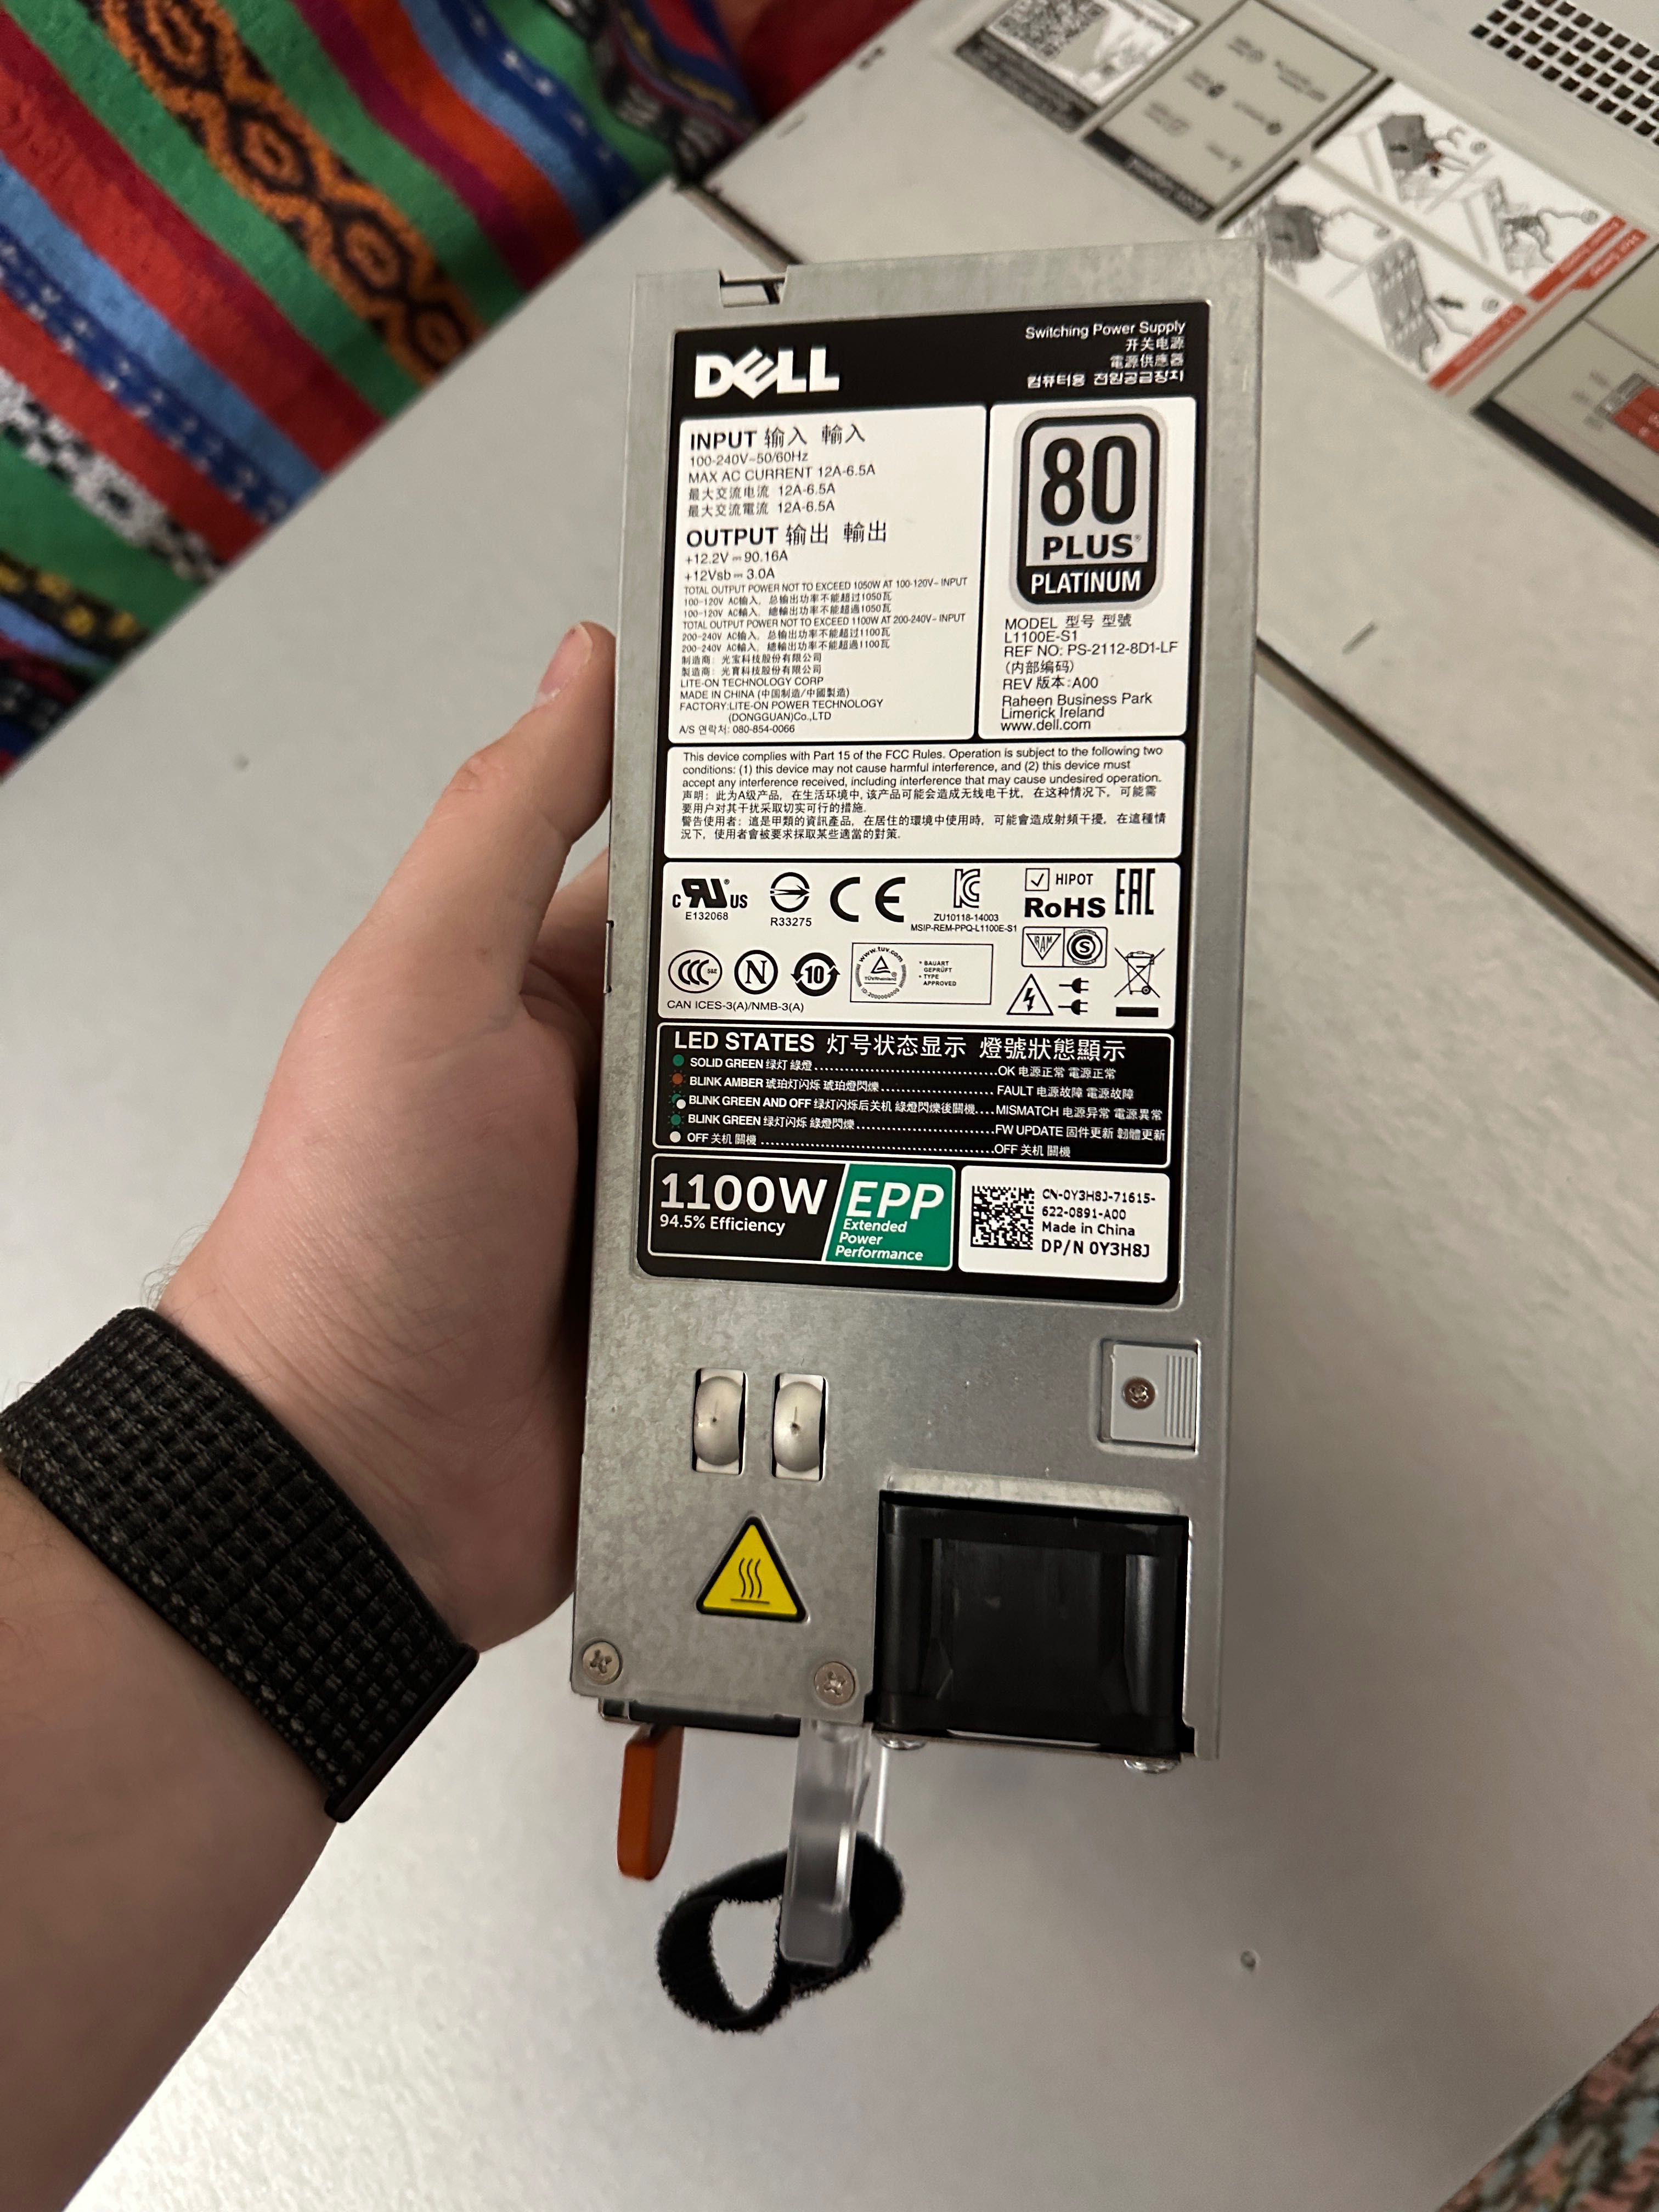 DELL
Switching Power Supply
开关电源
電源供應器
컴퓨터용 전원공급장치
INPUT 输入 輸入
100-240V~50/60Hz
MAX AC CURRENT 12A-6.5A
最大交流电流 12A-6.5A
最大交流電流 12A-6.5A
OUTPUT 输出 輸出
+12.2V⎓90.16A
+12Vsb⎓3.0A
TOTAL OUTPUT POWER NOT TO EXCEED 1050W AT 100-120V~ INPUT
100-120V AC输入, 总输出功率不能超过1050瓦
100-120V AC輸入, 總輸出功率不能超過1050瓦
TOTAL OUTPUT POWER NOT TO EXCEED 1100W AT 200-240V~ INPUT
200-240V AC输入, 总输出功率不能超过1100瓦
200-240V AC輸入, 總輸出功率不能超過1100瓦
制造商: 光宝科技股份有限公司
製造商: 光寶科技股份有限公司
LITE-ON TECHNOLOGY CORP
MADE IN CHINA (中国制造/中國製造)
FACTORY:LITE-ON POWER TECHNOLOGY
(DONGGUAN)Co.,LTD
A/S 연락처: 080-854-0066
80
PLUS®
PLATINUM
MODEL 型号 型號
L1100E-S1
REF NO: PS-2112-8D1-LF
(内部编码)
REV 版本:A00
Raheen Business Park
Limerick Ireland
www.dell.com
This device complies with Part 15 of the FCC Rules. Operation is subject to the following two
conditions: (1) this device may not cause harmful interference, and (2) this device must
accept any interference received, including interference that may cause undesired operation.
声明: 此为A级产品, 在生活环境中, 该产品可能会造成无线电干扰, 在这种情况下, 可能需
要用户对其干扰采取切实可行的措施.
警告使用者: 這是甲類的資訊產品, 在居住的環境中使用時, 可能會造成射頻干擾, 在這種情
況下, 使用者會被要求採取某些適當的對策.
c RU US
E132068
R33275
CE
ZU10118-14003
MSIP-REM-PPQ-L1100E-S1
HIPOT
RoHS
EAC
CCC S&E
N
10
www.tuv.com
TÜVRheinland
ID:2000000000
• BAUART
GEPRÜFT
• TYPE
APPROVED
RAM
S
CAN ICES-3(A)/NMB-3(A)
LED STATES 灯号状态显示 燈號狀態顯示
SOLID GREEN 绿灯 綠燈..............................OK 电源正常 電源正常
BLINK AMBER 琥珀灯闪烁 琥珀燈閃爍....................FAULT 电源故障 電源故障
BLINK GREEN AND OFF 绿灯闪烁后关机 綠燈閃爍後關機....MISMATCH 电源异常 電源異常
BLINK GREEN 绿灯闪烁 綠燈閃爍........................FW UPDATE 固件更新 韌體更新
OFF 关机 關機........................................OFF 关机 關機
1100W
94.5% Efficiency
EPP
Extended
Power
Performance
CN-0Y3H8J-71615-
622-0891-A00
Made in China
DP/N 0Y3H8J